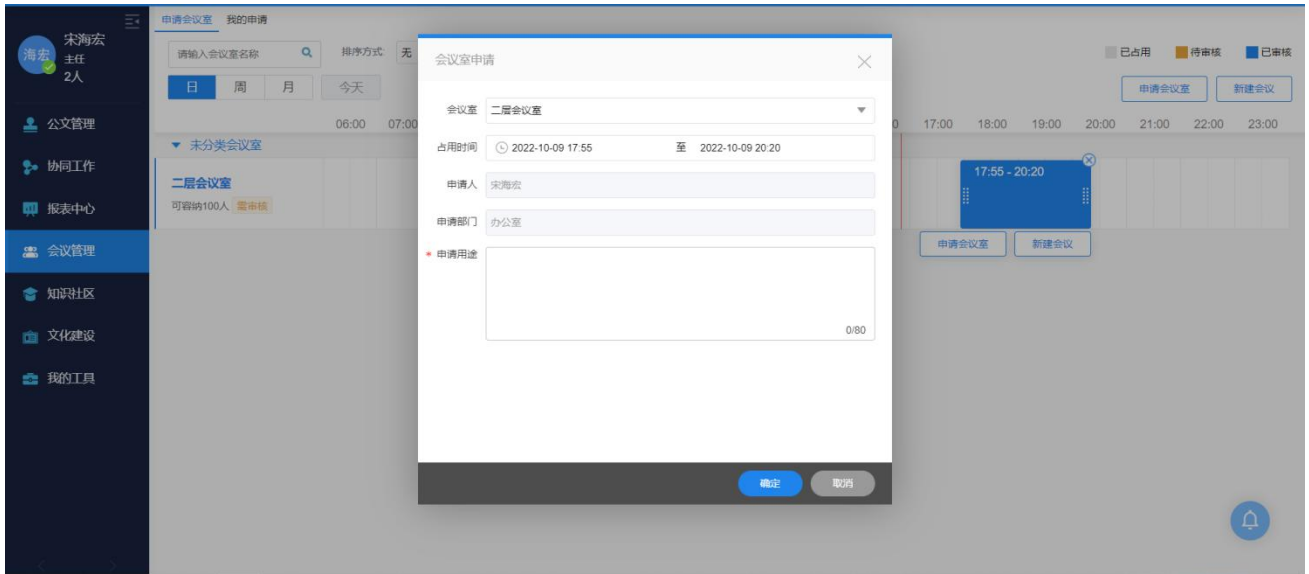 海宏
宋海宏
主任
2人
公文管理
协同工作
报表中心
会议管理
知识社区
文化建设
我的工具
申请会议室 我的申请
请输入会议室名称 排序方式: 无
已占用 待审核 已审核
日 周 月 今天
申请会议室 新建会议
06:00 07:00 0 17:00 18:00 19:00 20:00 21:00 22:00 23:00
未分类会议室
二层会议室
可容纳100人 需审核
17:55 - 20:20
申请会议室 新建会议
会议室申请
会议室 二层会议室
占用时间 2022-10-09 17:55 至 2022-10-09 20:20
申请人 宋海宏
申请部门 办公室
* 申请用途
0/80
确定 取消